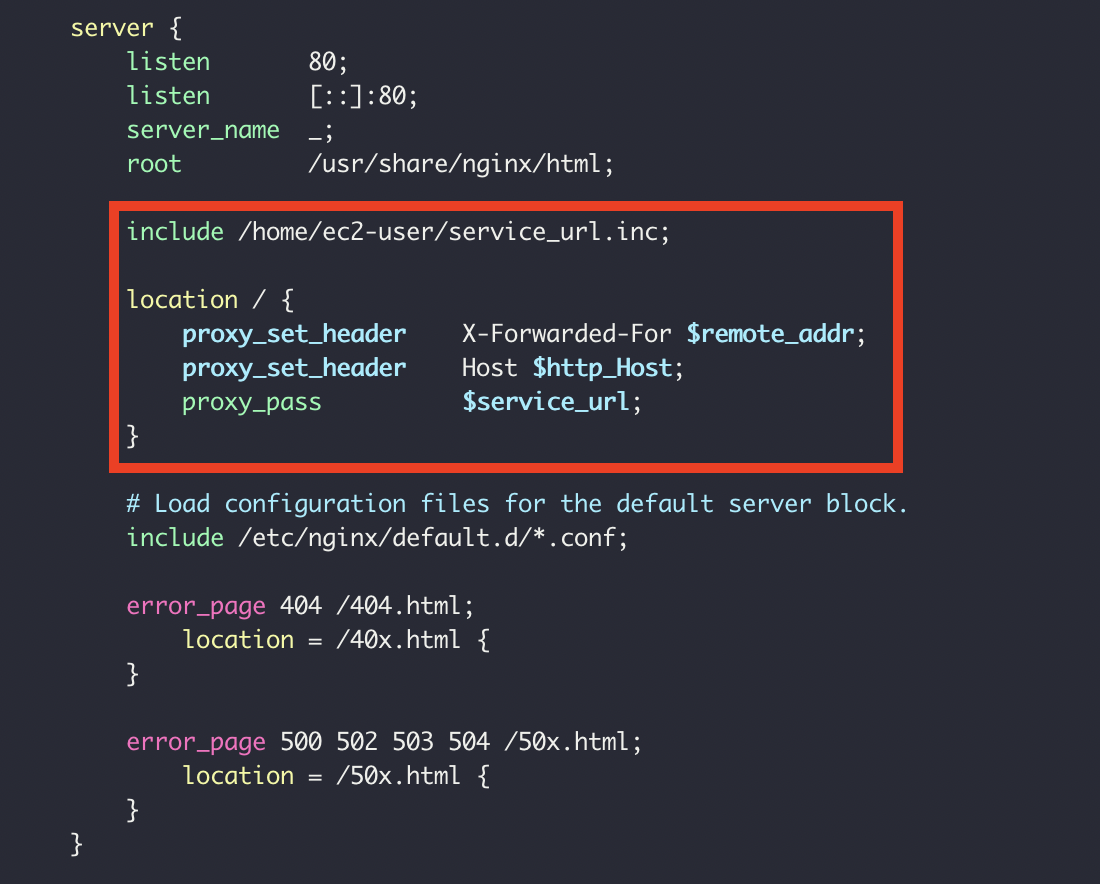 server {
listen 80;
listen [::]:80;
server_name _;
root /usr/share/nginx/html;
include /home/ec2-user/service_url.inc;
location / {
proxy_set_header X-Forwarded-For $remote_addr;
proxy_set_header Host $http_Host;
proxy_pass $service_url;
}
# Load configuration files for the default server block.
include /etc/nginx/default.d/*.conf;
error_page 404 /404.html;
location = /40x.html {
}
error_page 500 502 503 504 /50x.html;
location = /50x.html {
}
}